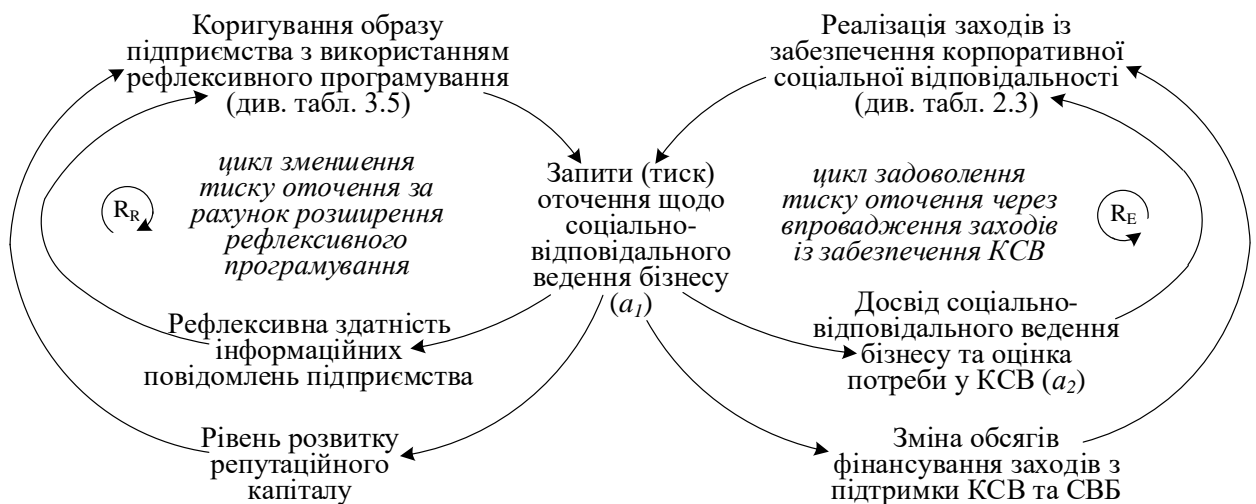 Коригування образу
підприємства з використанням
рефлексивного програмування
(див. табл. 3.5)
Реалізація заходів із
забезпечення корпоративної
соціальної відповідальності
(див. табл. 2.3)
цикл зменшення
тиску оточення за
рахунок розширення
рефлексивного
програмування
R_R
Запити (тиск)
оточення щодо
соціально-
відповідального
ведення бізнесу
(a_1)
цикл задоволення
тиску оточення через
впровадження заходів
із забезпечення КСВ
R_E
Рефлексивна здатність
інформаційних
повідомлень підприємства
Досвід соціально-
відповідального ведення
бізнесу та оцінка
потреби у КСВ (a_2)
Рівень розвитку
репутаційного
капіталу
Зміна обсягів
фінансування заходів з
підтримки КСВ та СВБ